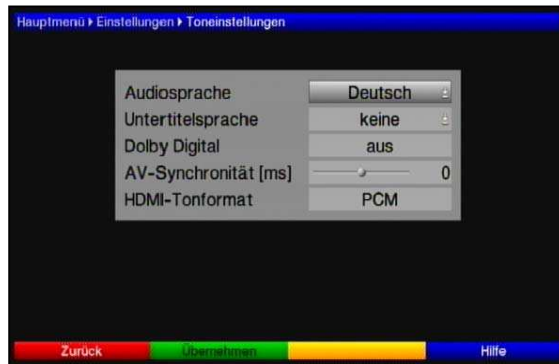 Hauptmenü ▸ Einstellungen ▸ Toneinstellungen
Audiosprache Deutsch
Untertitelsprache keine
Dolby Digital aus
AV-Synchronität [ms] 0
HDMI-Tonformat PCM
Zurück Übernehmen Hilfe